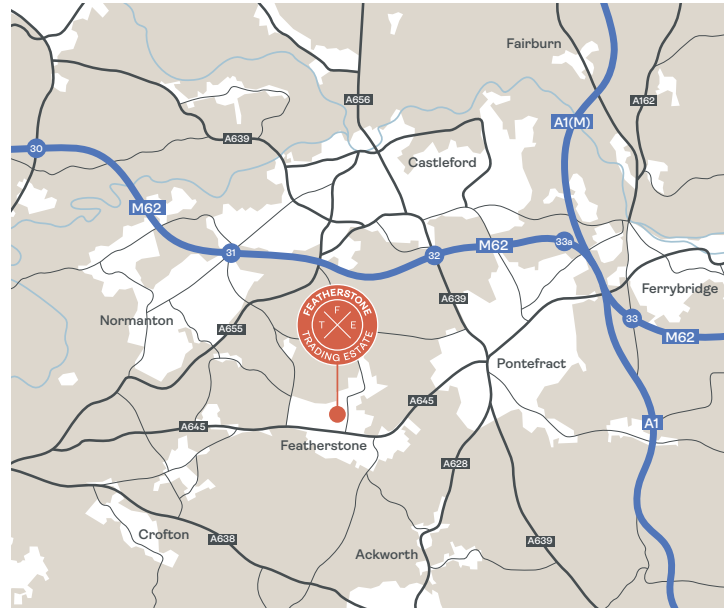 Fairburn
A656
A162
A1(M)
A639
30
Castleford
M62
33a
M62
31
32
Ferrybridge
FEATHERSTONE
F
T E
TRADING ESTATE
A639
33
Normanton
A655
M62
Pontefract
A645
A645
A1
Featherstone
A628
Crofton
A638
A639
Ackworth